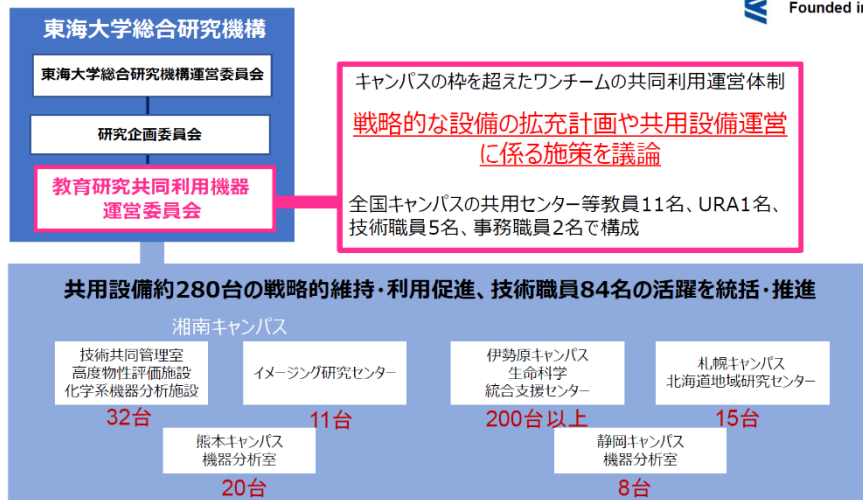 Founded in
東海大学総合研究機構
東海大学総合研究機構運営委員会
研究企画委員会
教育研究共同利用機器
運営委員会
キャンパスの枠を超えたワンチームの共同利用運営体制
戦略的な設備の拡充計画や共用設備運営
に係る施策を議論
全国キャンパスの共用センター等教員11名、URA1名、
技術職員5名、事務職員2名で構成
共用設備約280台の戦略的維持・利用促進、技術職員84名の活躍を統括・推進
湘南キャンパス
技術共同管理室
高度物性評価施設
化学系機器分析施設
32台
イメージング研究センター
11台
伊勢原キャンパス
生命科学
統合支援センター
200台以上
札幌キャンパス
北海道地域研究センター
15台
熊本キャンパス
機器分析室
20台
静岡キャンパス
機器分析室
8台